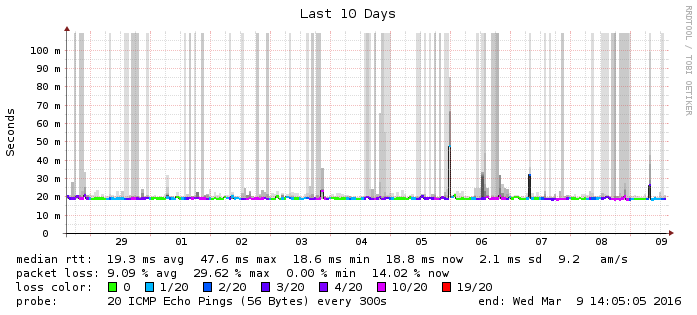 Last 10 Days
RRDTOOL / TOBI OETIKER
Seconds
100 m
90 m
80 m
70 m
60 m
50 m
40 m
30 m
20 m
10 m
0
29 01 02 03 04 05 06 07 08 09
median rtt: 19.3 ms avg 47.6 ms max 18.6 ms min 18.8 ms now 2.1 ms sd 9.2 am/s
packet loss: 9.09 % avg 29.62 % max 0.00 % min 14.02 % now
loss color: 0 1/20 2/20 3/20 4/20 10/20 19/20
probe: 20 ICMP Echo Pings (56 Bytes) every 300s end: Wed Mar 9 14:05:05 2016